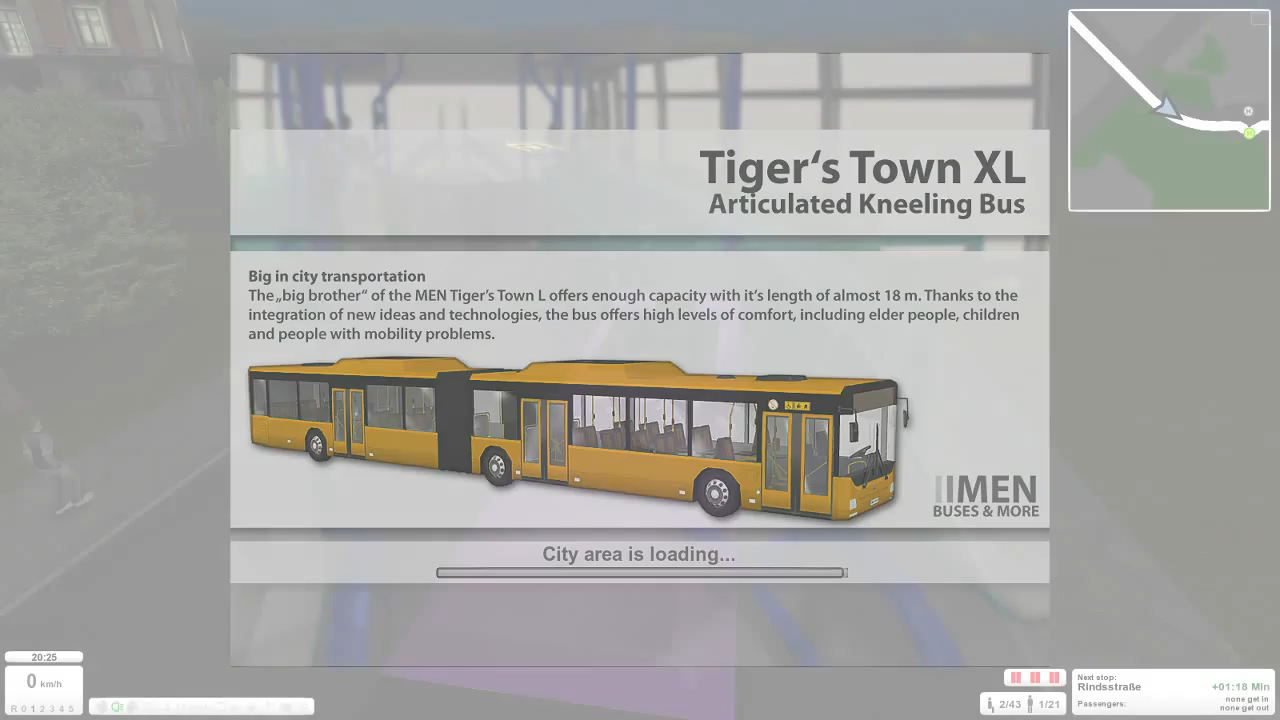 Tiger‘s Town XL
Articulated Kneeling Bus
Big in city transportation
The „big brother“ of the MEN Tiger‘s Town L offers enough capacity with it‘s length of almost 18 m. Thanks to the
integration of new ideas and technologies, the bus offers high levels of comfort, including elder people, children
and people with mobility problems.
IIMEN
BUSES & MORE
City area is loading...
20:25
0 km/h
R 0 1 2 3 4 5
2/43 1/21
Next stop:
Rindsstraße +01:18 Min
Passengers: none get in
none get out